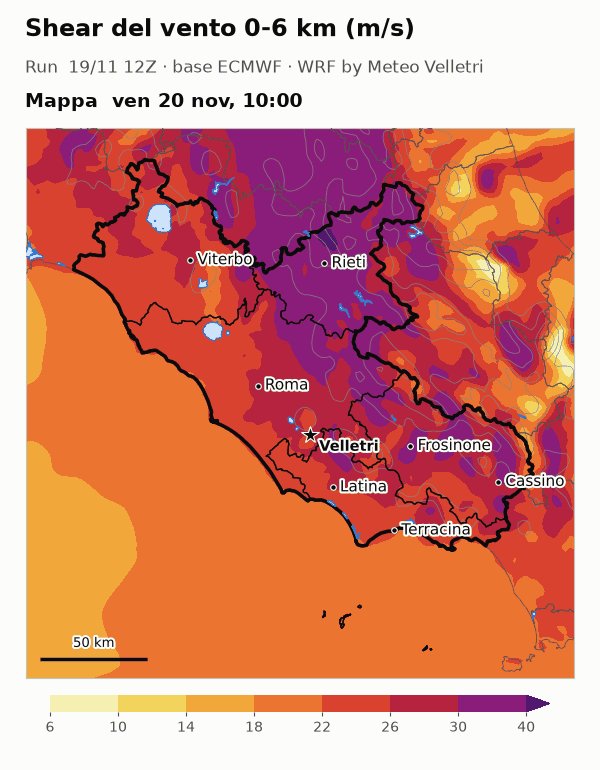 Shear del vento 0-6 km (m/s)
Run  19/11 12Z · base ECMWF · WRF by Meteo Velletri
Mappa  ven 20 nov, 10:00
Viterbo
Rieti
Roma
Velletri
Frosinone
Cassino
Latina
Terracina
50 km
6 10 14 18 22 26 30 40